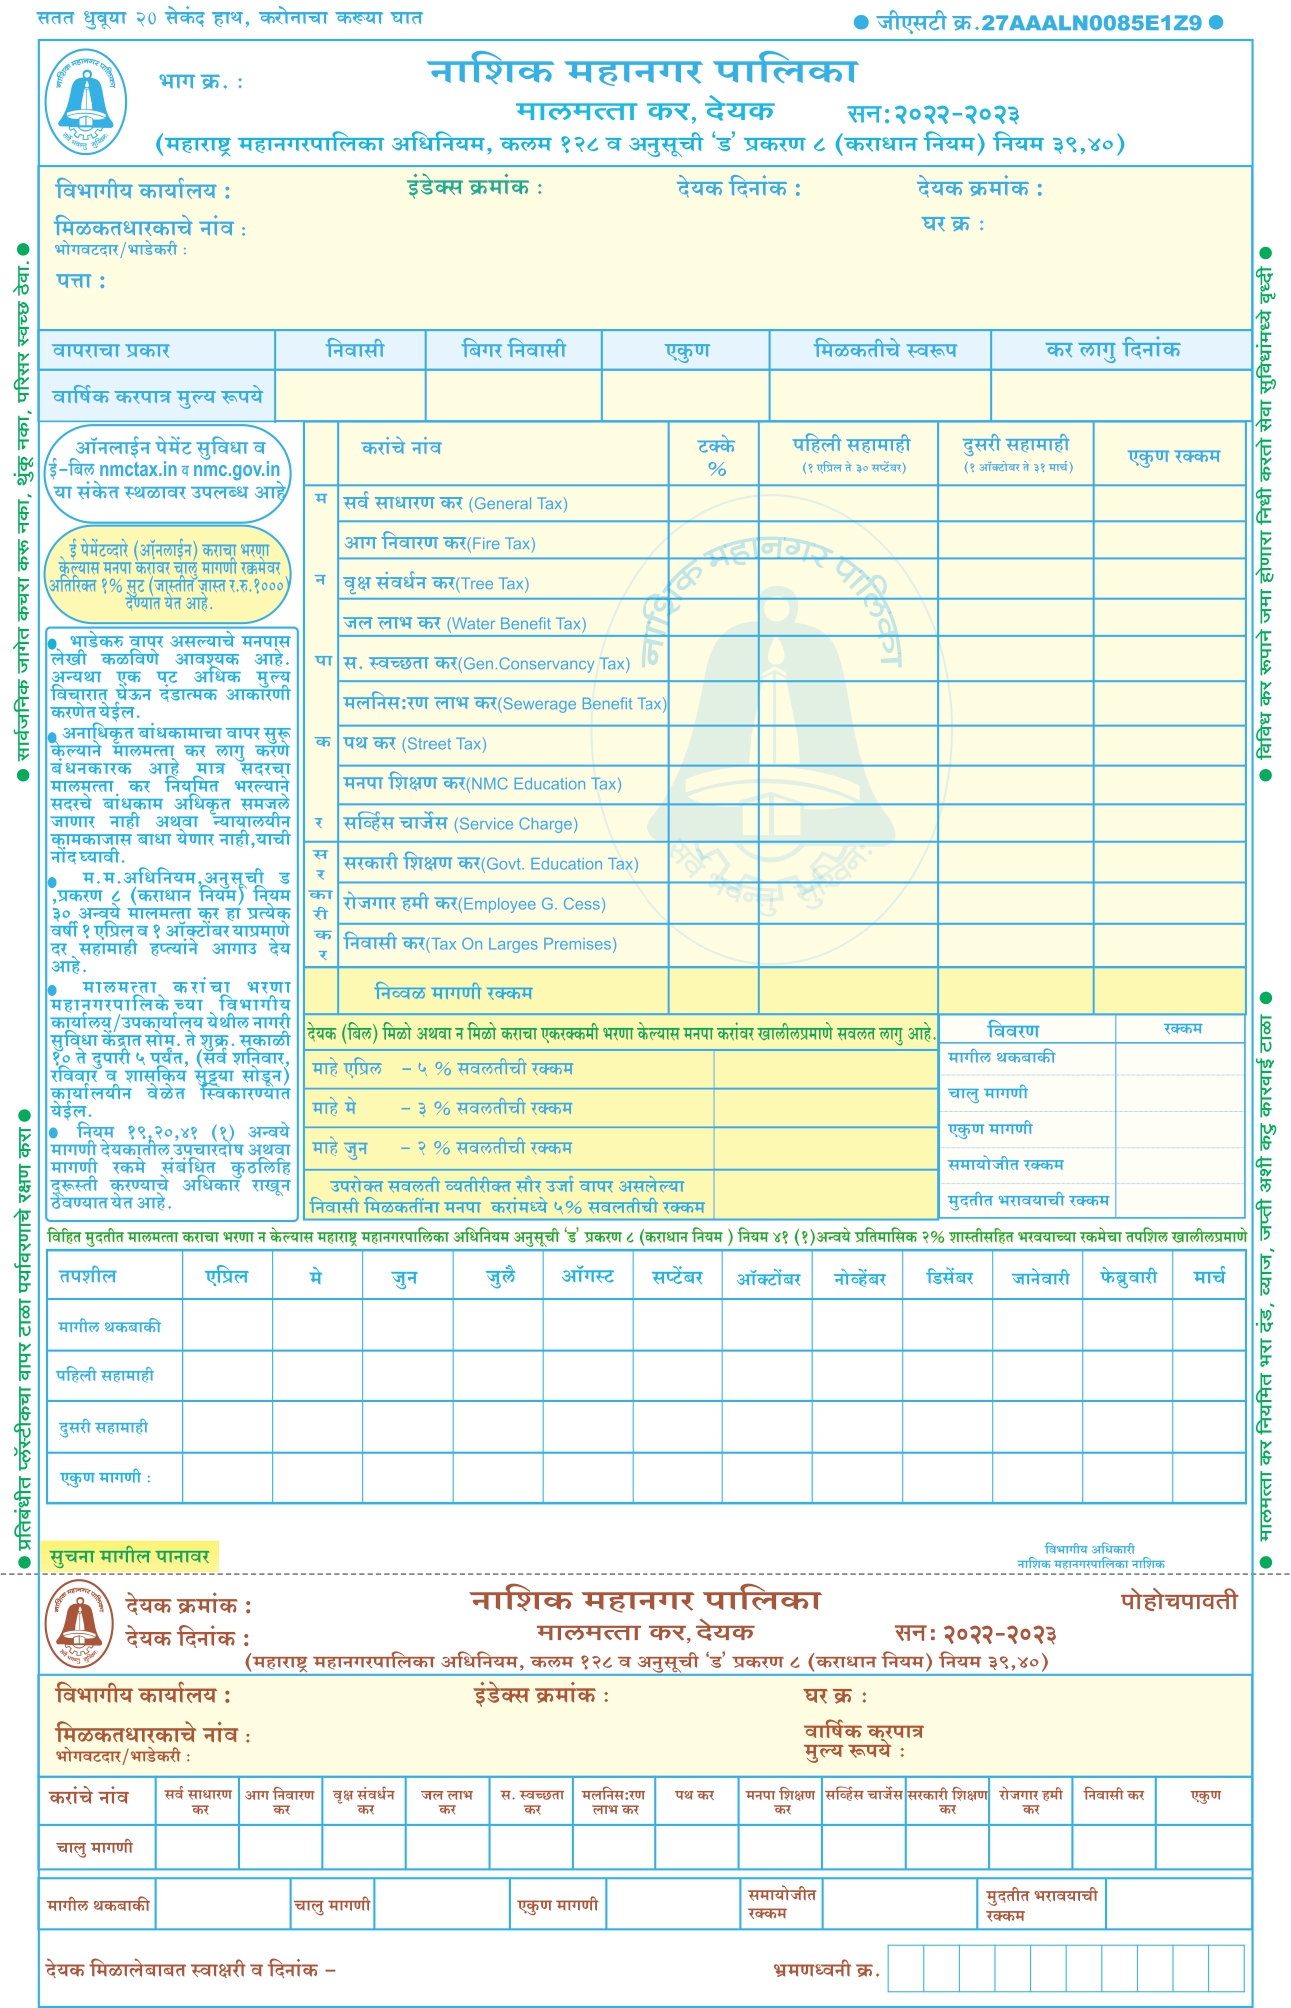 सतत धुवूया २० सेकंद हाथ, करोनाचा करूया घात
● जीएसटी क्र.27AAALN0085E1Z9 ●
भाग क्र. :
नाशिक महानगर पालिका
मालमत्ता कर, देयक सन:२०२२-२०२३
(महाराष्ट्र महानगरपालिका अधिनियम, कलम १२८ व अनुसूची ‘ड’ प्रकरण ८ (कराधान नियम) नियम ३९,४०)
विभागीय कार्यालय : इंडेक्स क्रमांक : देयक दिनांक : देयक क्रमांक :
मिळकतधारकाचे नांव : घर क्र :
भोगवटदार/भाडेकरी :
पत्ता :
वापराचा प्रकार निवासी बिगर निवासी एकुण मिळकतीचे स्वरूप कर लागु दिनांक
वार्षिक करपात्र मुल्य रूपये
ऑनलाईन पेमेंट सुविधा व
ई-बिल nmctax.in व nmc.gov.in
या संकेत स्थळावर उपलब्ध आहे
ई पेमेंटव्दारे (ऑनलाईन) कराचा भरणा
केल्यास मनपा करांवर चालु मागणी रक्कमेवर
अतिरिक्त १% सुट (जास्तीत जास्त र.रु.१०००)
देण्यात येत आहे.
● भाडेकरु वापर असल्याचे मनपास
लेखी कळविणे आवश्यक आहे.
अन्यथा एक पट अधिक मुल्य
विचारात घेऊन दंडात्मक आकारणी
करणेत येईल.
● अनाधिकृत बांधकामाचा वापर सुरू
केल्याने मालमत्ता कर लागु करणे
बंधनकारक आहे मात्र सदरचा
मालमत्ता कर नियमित भरल्याने
सदरचे बांधकाम अधिकृत समजले
जाणार नाही अथवा न्यायालयीन
कामकाजास बाधा येणार नाही,याची
नोंद घ्यावी.
● म.म.अधिनियम,अनुसूची ड
,प्रकरण ८ (कराधान नियम) नियम
३० अन्वये मालमत्ता कर हा प्रत्येक
वर्षी १ एप्रिल व १ ऑक्टोंबर याप्रमाणे
दर सहामाही हप्त्यांने आगाउ देय
आहे.
● मालमत्ता करांचा भरणा
महानगरपालिके च्या विभागीय
कार्यालय/उपकार्यालय येथील नागरी
सुविधा केंद्रात सोम. ते शुक्र. सकाळी
१० ते दुपारी ५ पर्यंत, (सर्व शनिवार,
रविवार व शासकिय सुट्टया सोडून)
कार्यालयीन वेळेत स्विकारण्यात
येईल.
● नियम १९,२०,४१ (१) अन्वये
मागणी देयकातील उपचारदोष अथवा
मागणी रकमे संबंधित कुठलिहि
दूरूस्ती करण्याचे अधिकार राखून
ठेवण्यात येत आहे.
करांचे नांव टक्के पहिली सहामाही दुसरी सहामाही एकुण रक्कम
% (१ एप्रिल ते ३० सप्टेंबर) (१ ऑक्टोबर ते ३१ मार्च)
म सर्व साधारण कर (General Tax)
आग निवारण कर(Fire Tax)
न वृक्ष संवर्धन कर(Tree Tax)
जल लाभ कर (Water Benefit Tax)
पा स. स्वच्छता कर(Gen.Conservancy Tax)
मलनिस:रण लाभ कर(Sewerage Benefit Tax)
क पथ कर (Street Tax)
मनपा शिक्षण कर(NMC Education Tax)
र सर्व्हिस चार्जेस (Service Charge)
स
र सरकारी शिक्षण कर(Govt. Education Tax)
का
री रोजगार हमी कर(Employee G. Cess)
क
र निवासी कर(Tax On Larges Premises)
नाशिक महानगर पालिका
निव्वळ मागणी रक्कम
देयक (बिल) मिळो अथवा न मिळो कराचा एकरक्कमी भरणा केल्यास मनपा करांवर खालीलप्रमाणे सवलत लागु आहे.
माहे एप्रिल - ५ % सवलतीची रक्कम
माहे मे - ३ % सवलतीची रक्कम
माहे जुन - २ % सवलतीची रक्कम
उपरोक्त सवलती व्यतीरीक्त सौर उर्जा वापर असलेल्या
निवासी मिळकतींना मनपा करांमध्ये ५% सवलतीची रक्कम
विवरण रक्कम
मागील थकबाकी
चालु मागणी
एकुण मागणी
समायोजीत रक्कम
मुदतीत भरावयाची रक्कम
विहित मुदतीत मालमत्ता कराचा भरणा न केल्यास महाराष्ट्र महानगरपालिका अधिनियम अनुसूची ‘ड’ प्रकरण ८ (कराधान नियम ) नियम ४१ (१)अन्वये प्रतिमासिक २% शास्तीसहित भरवयाच्या रकमेचा तपशिल खालीलप्रमाणे
तपशील एप्रिल मे जुन जुलै ऑगस्ट सप्टेंबर ऑक्टोंबर नोव्हेंबर डिसेंबर जानेवारी फेब्रुवारी मार्च
मागील थकबाकी
पहिली सहामाही
दुसरी सहामाही
एकुण मागणी :
सुचना मागील पानावर
विभागीय अधिकारी
नाशिक महानगरपालिका नाशिक
● सार्वजनिक जागेत कचरा करू नका, थुंकू नका, परिसर स्वच्छ ठेवा. ●
● प्रतिबंधीत प्लॅस्टीकचा वापर टाळा पर्यावरणाचे रक्षण करा ●
● विविध कर रूपाने जमा होणारा निधी करतो सेवा सुविधांमध्ये वृध्दी ●
● मालमत्ता कर नियमित भरा दंड, व्याज, जप्ती अशी कटु कारवाई टाळा ●
देयक क्रमांक : नाशिक महानगर पालिका पोहोचपावती
देयक दिनांक : मालमत्ता कर, देयक सन: २०२२-२०२३
(महाराष्ट्र महानगरपालिका अधिनियम, कलम १२८ व अनुसूची ‘ड’ प्रकरण ८ (कराधान नियम) नियम ३९,४०)
विभागीय कार्यालय : इंडेक्स क्रमांक : घर क्र :
मिळकतधारकाचे नांव : वार्षिक करपात्र
भोगवटदार/भाडेकरी : मुल्य रूपये :
करांचे नांव सर्व साधारण कर आग निवारण कर वृक्ष संवर्धन कर जल लाभ कर स. स्वच्छता कर मलनिस:रण लाभ कर पथ कर मनपा शिक्षण कर सर्व्हिस चार्जेस सरकारी शिक्षण कर रोजगार हमी कर निवासी कर एकुण
चालु मागणी
मागील थकबाकी चालु मागणी एकुण मागणी समायोजीत रक्कम मुदतीत भरावयाची रक्कम
देयक मिळालेबाबत स्वाक्षरी व दिनांक - भ्रमणध्वनी क्र.